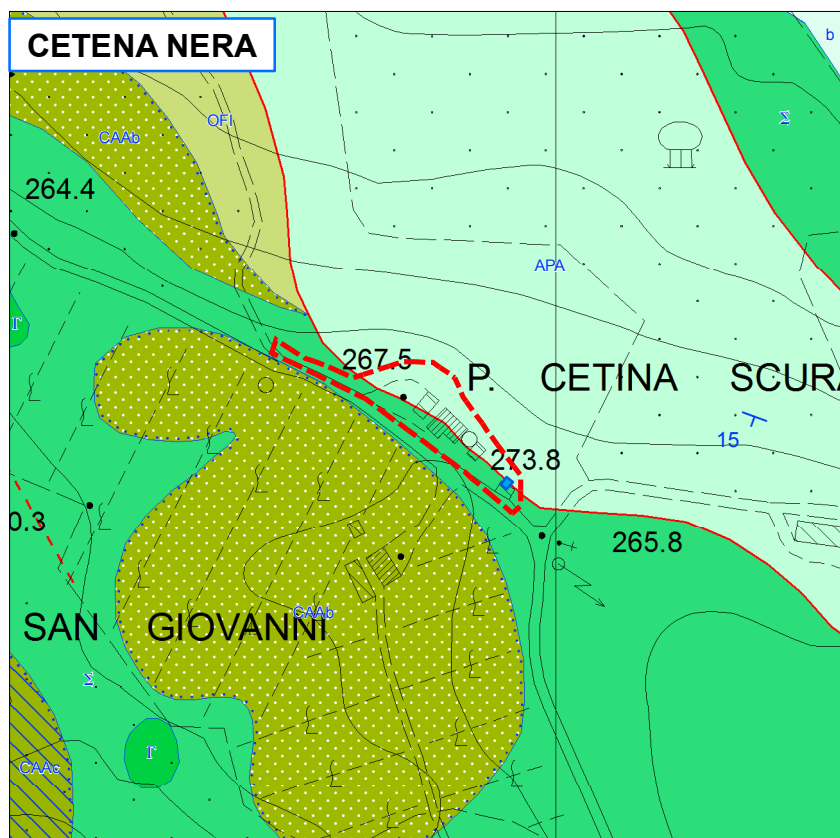 CETENA NERA
b
OFI
Σ
CAAb
264.4
APA
Γ
267.5
P. CETINA SCURA
15
273.8
0.3
265.8
SAN GIOVANNI
CAAb
Σ
Γ
CAAc